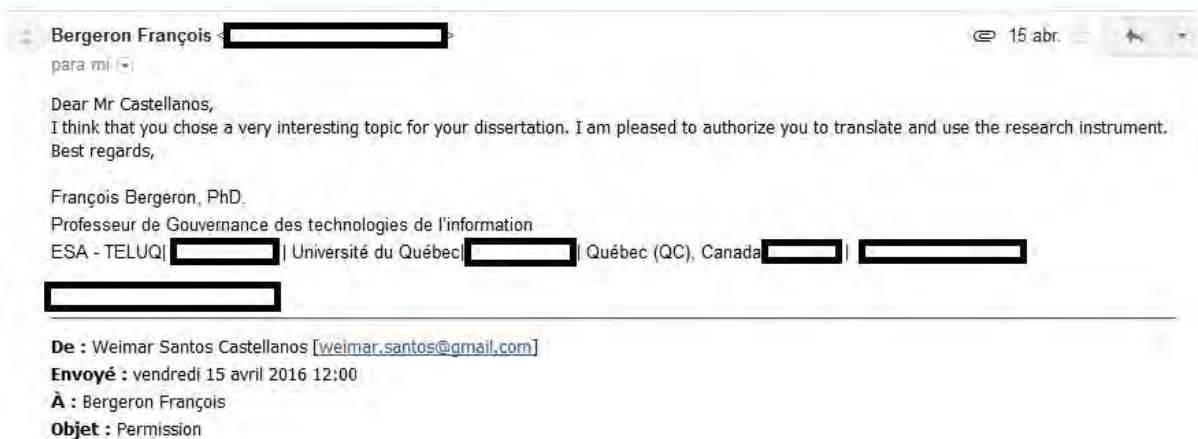 Bergeron François < >
15 abr.
para mi
Dear Mr Castellanos,
I think that you chose a very interesting topic for your dissertation. I am pleased to authorize you to translate and use the research instrument.
Best regards,
François Bergeron, PhD.
Professeur de Gouvernance des technologies de l'information
ESA - TELUQ| | Université du Québec| | Québec (QC), Canada |
De : Weimar Santos Castellanos [weimar.santos@gmail.com]
Envoyé : vendredi 15 avril 2016 12:00
À : Bergeron François
Objet : Permission